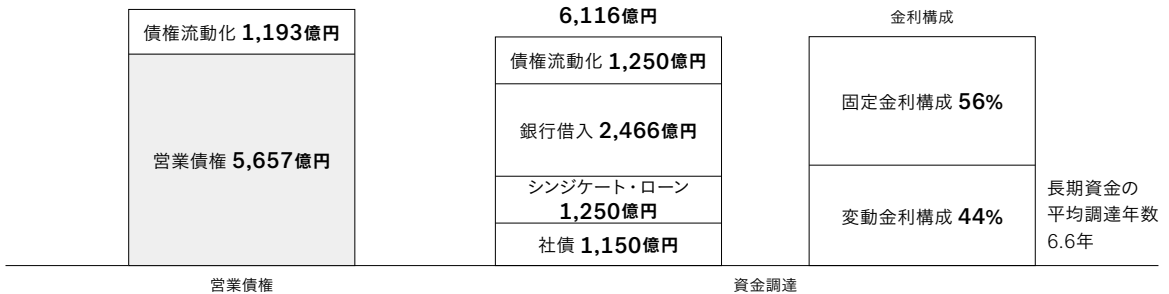 債権流動化 1,193億円
営業債権 5,657億円
営業債権
6,116億円
債権流動化 1,250億円
銀行借入 2,466億円
シンジケート・ローン
1,250億円
社債 1,150億円
金利構成
固定金利構成 56%
変動金利構成 44%
長期資金の
平均調達年数
6.6年
資金調達